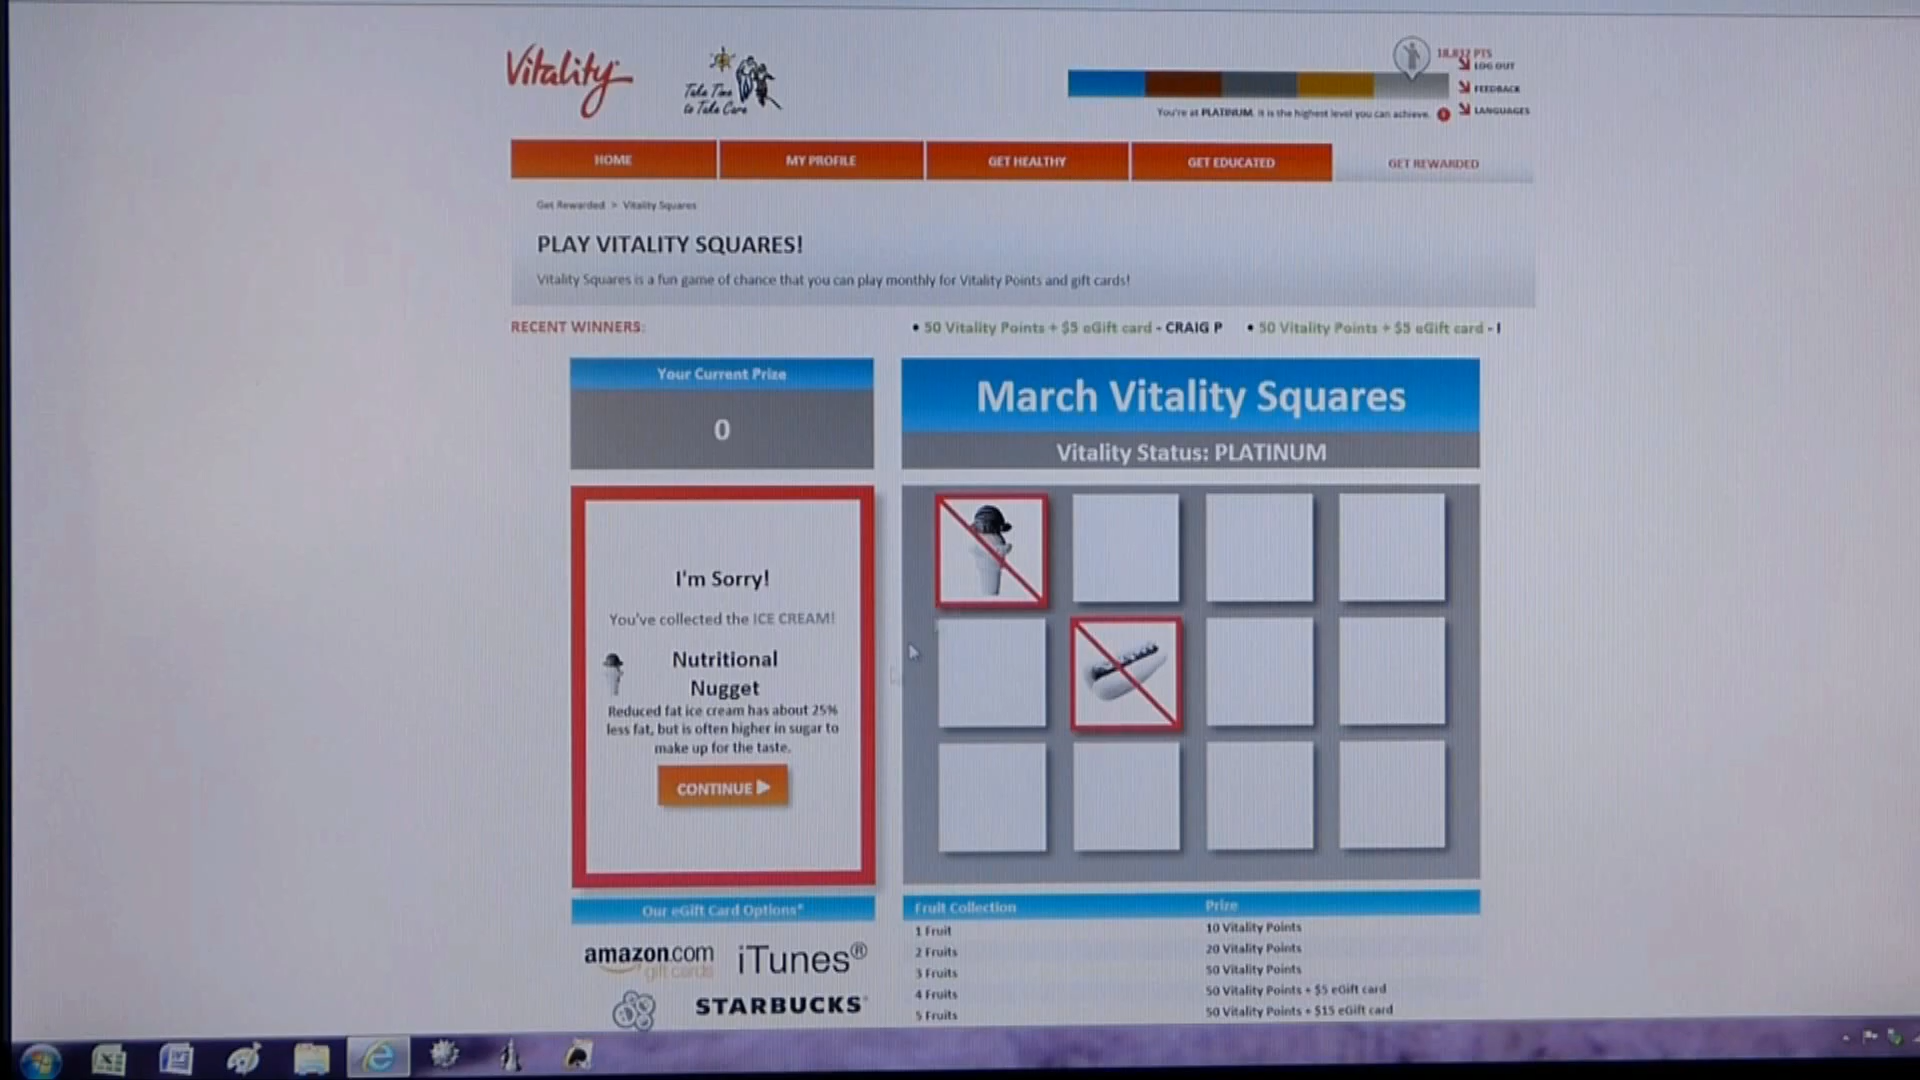 Vitality
Take Time
to Take Care
18,832 PTS
LOG OUT
FEEDBACK
LANGUAGES
You're at PLATINUM. It is the highest level you can achieve.
HOME
MY PROFILE
GET HEALTHY
GET EDUCATED
GET REWARDED
Get Rewarded > Vitality Squares
PLAY VITALITY SQUARES!
Vitality Squares is a fun game of chance that you can play monthly for Vitality Points and gift cards!
RECENT WINNERS:
• 50 Vitality Points + $5 eGift card - CRAIG P • 50 Vitality Points + $5 eGift card -
Your Current Prize
0
March Vitality Squares
Vitality Status: PLATINUM
I'm Sorry!
You've collected the ICE CREAM!
Nutritional
Nugget
Reduced fat ice cream has about 25%
less fat, but is often higher in sugar to
make up for the taste.
CONTINUE
Our eGift Card Options*
amazon.com
gift cards
iTunes®
STARBUCKS
Fruit Collection Prize
1 Fruit 10 Vitality Points
2 Fruits 20 Vitality Points
3 Fruits 50 Vitality Points
4 Fruits 50 Vitality Points + $5 eGift card
5 Fruits 50 Vitality Points + $15 eGift card